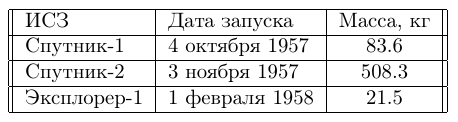 ИСЗ Дата запуска Масса, кг
Спутник-1 4 октября 1957 83.6
Спутник-2 3 ноября 1957 508.3
Эксплорер-1 1 февраля 1958 21.5